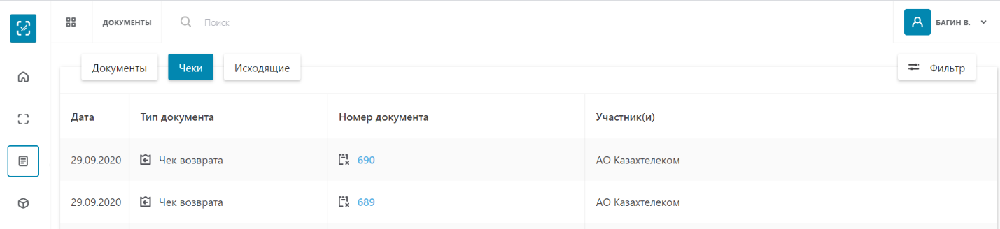 ДОКУМЕНТЫ Поиск БАГИН В.
Документы Чеки Исходящие Фильтр
Дата Тип документа Номер документа Участник(и)
29.09.2020 Чек возврата 690 АО Казахтелеком
29.09.2020 Чек возврата 689 АО Казахтелеком